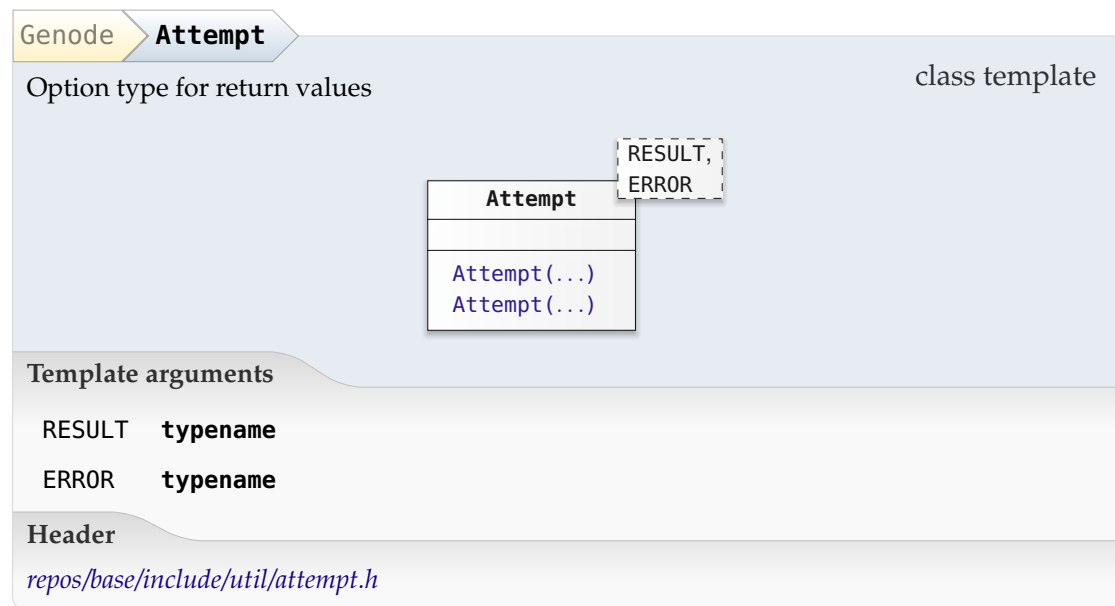 Genode Attempt
Option type for return values
class template
RESULT,
ERROR
Attempt
Attempt(...)
Attempt(...)
Template arguments
RESULT typename
ERROR typename
Header
repos/base/include/util/attempt.h